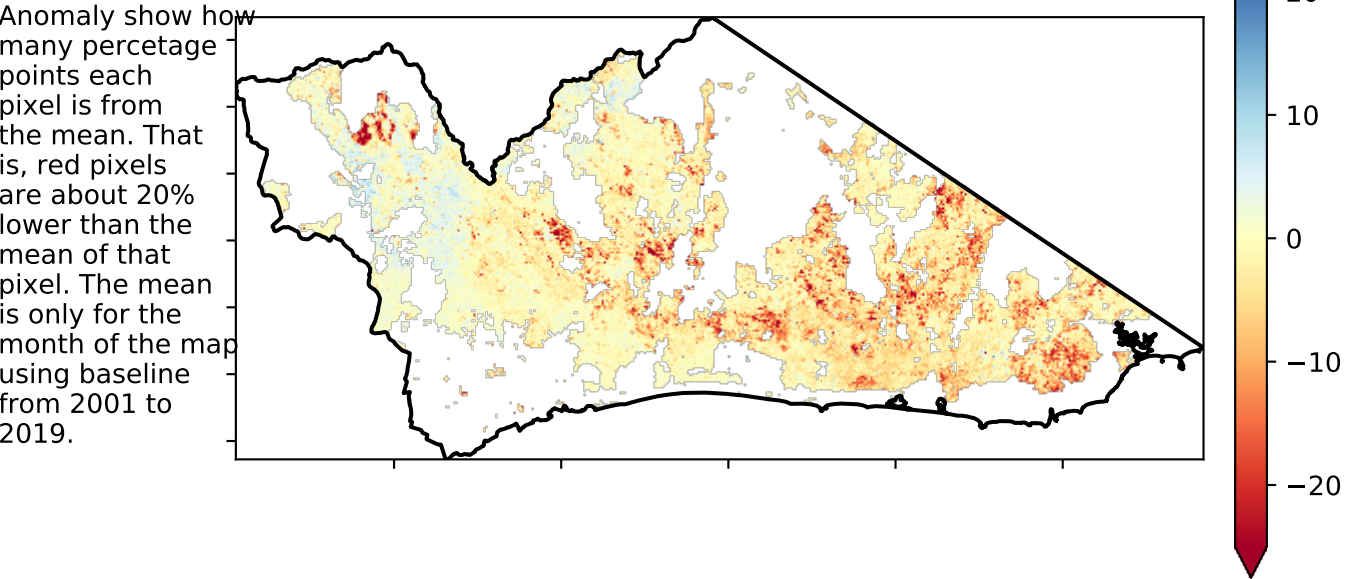 Anomaly show how
many percetage
points each
pixel is from
the mean. That
is, red pixels
are about 20%
lower than the
mean of that
pixel. The mean
is only for the
month of the map
using baseline
from 2001 to
2019.
10
0
−10
−20